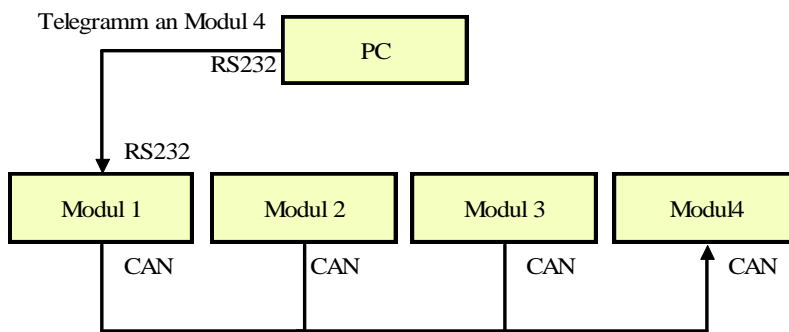 Telegramm an Modul 4
PC
RS232
RS232
Modul 1
Modul 2
Modul 3
Modul4
CAN
CAN
CAN
CAN